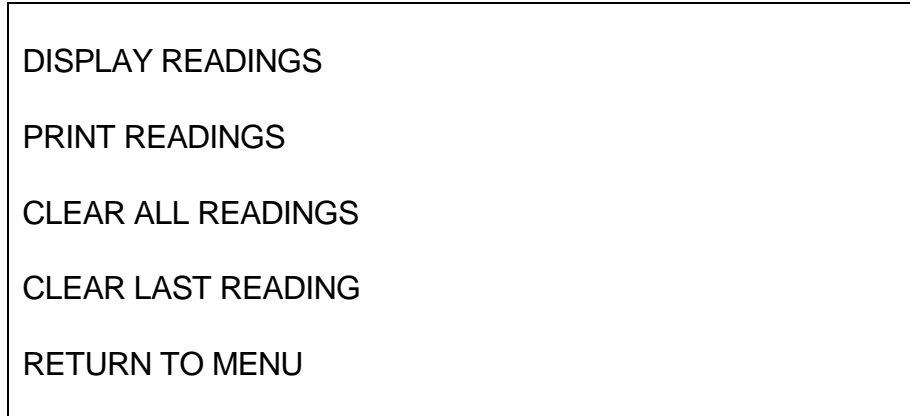 DISPLAY READINGS
PRINT READINGS
CLEAR ALL READINGS
CLEAR LAST READING
RETURN TO MENU